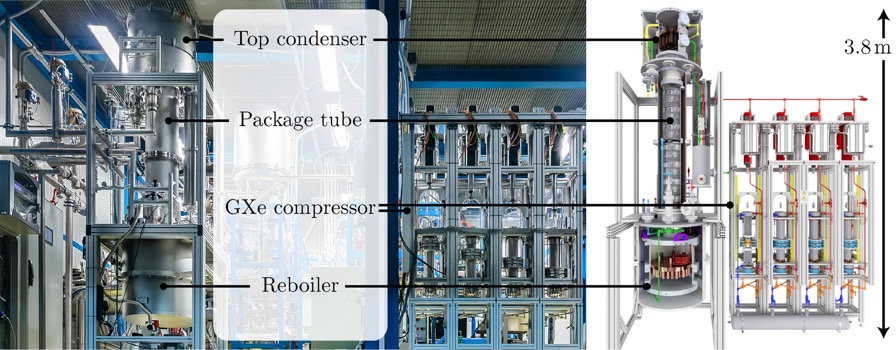 Top condenser
3.8 m
Package tube
GXe compressor
Reboiler